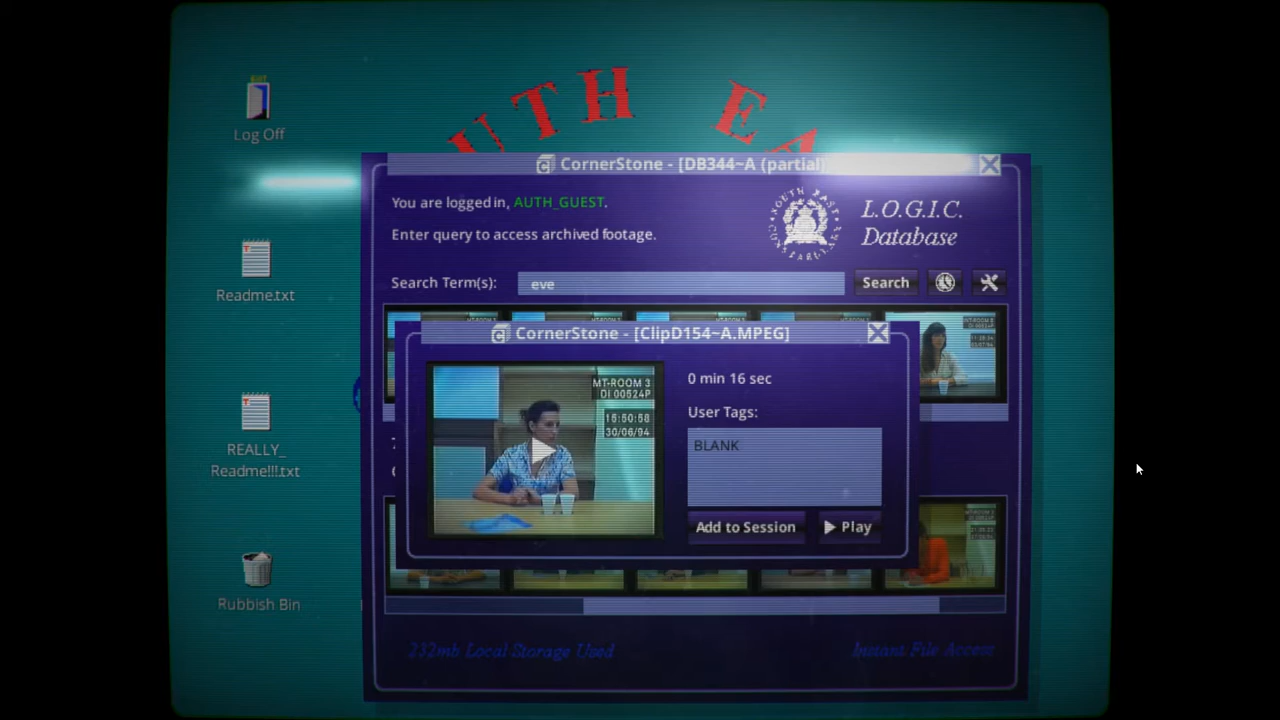 UTH EA
Log Off
CornerStone - [DB344~A (partial)
You are logged in, AUTH_GUEST.
SOUTH EAST
L.O.G.I.C.
Database
Enter query to access archived footage.
Search Term(s):
eve
Search
Readme.txt
CornerStone - [ClipD154~A.MPEG]
MT-ROOM 3
DI 00524P
15:50:58
30/06/94
0 min 16 sec
User Tags:
BLANK
Add to Session
Play
REALLY_
Readme!!!.txt
Rubbish Bin
232mb Local Storage Used
Instant File Access